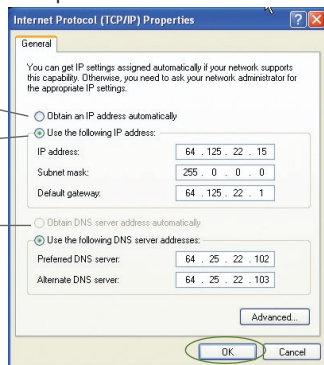 Internet Protocol (TCP/IP) Properties
General
You can get IP settings assigned automatically if your network supports
this capability. Otherwise, you need to ask your network administrator for
the appropriate IP settings.
Obtain an IP address automatically
Use the following IP address:
IP address: 64 . 125 . 22 . 15
Subnet mask: 255 . 0 . 0 . 0
Default gateway: 64 . 125 . 22 . 1
Obtain DNS server address automatically
Use the following DNS server addresses:
Preferred DNS server: 64 . 25 . 22 . 102
Alternate DNS server: 64 . 25 . 22 . 103
Advanced...
OK Cancel